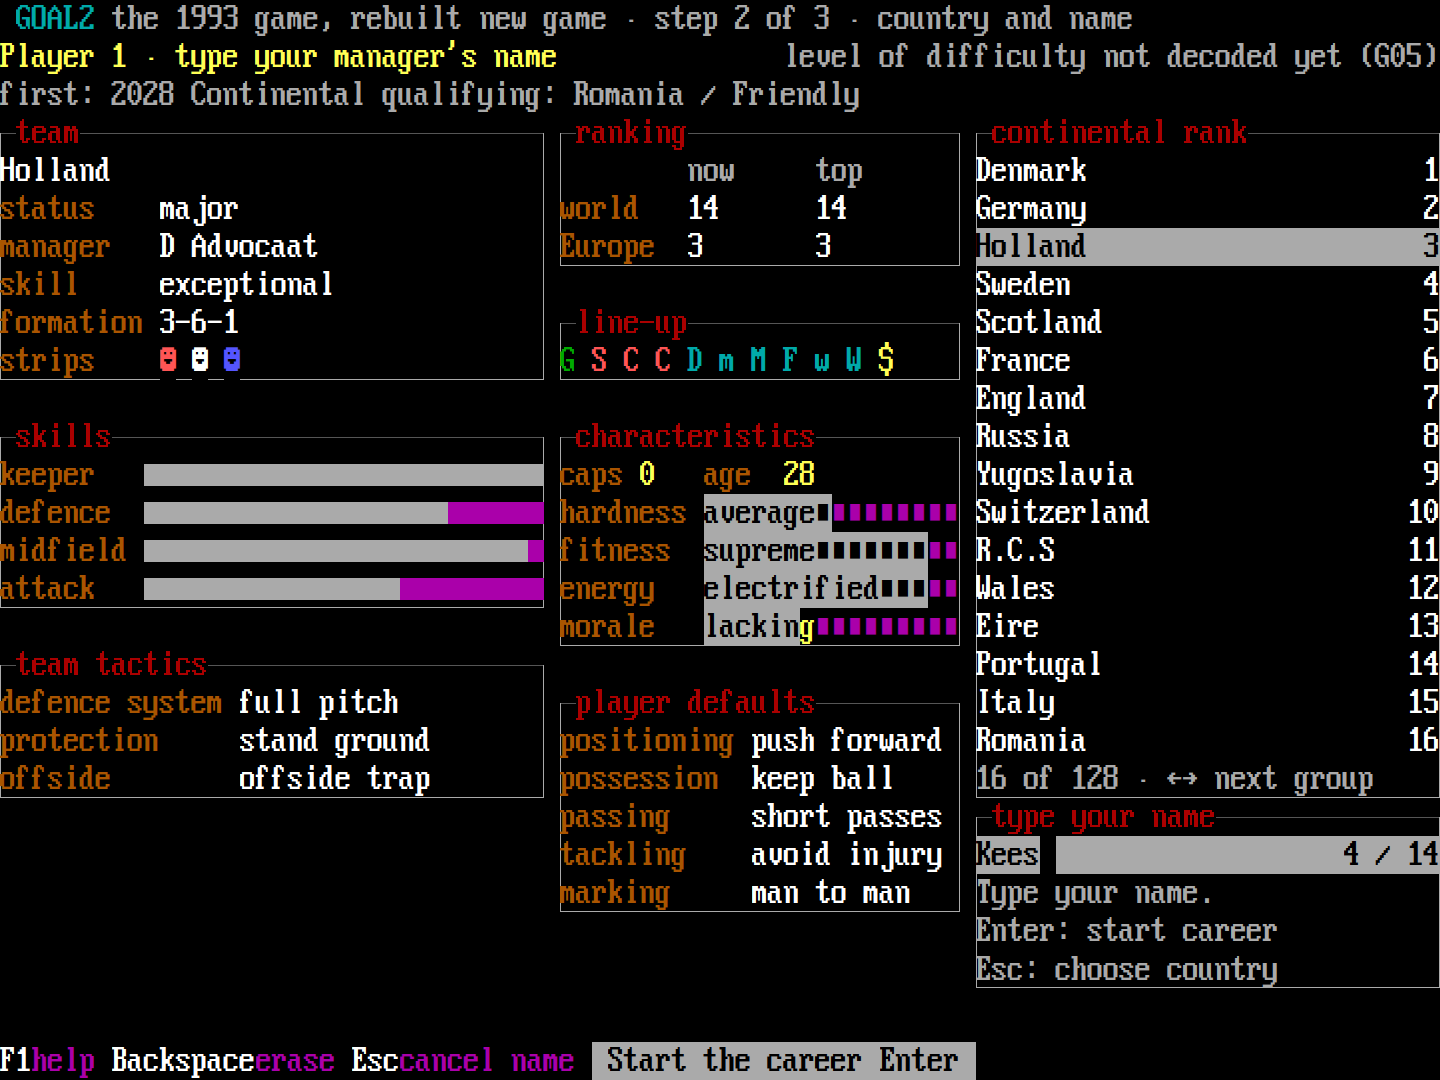 GOAL2 the 1993 game, rebuilt new game · step 2 of 3 · country and name
Player 1 · type your manager's name level of difficulty not decoded yet (G05)
first: 2028 Continental qualifying: Romania / Friendly
team
Holland
status major
manager D Advocaat
skill exceptional
formation 3-6-1
strips
skills
keeper
defence
midfield
attack
team tactics
defence system full pitch
protection stand ground
offside offside trap
ranking
now top
world 14 14
Europe 3 3
line-up
G S C C D m M F w W $
characteristics
caps 0 age 28
hardness average
fitness supreme
energy electrified
morale lacking
player defaults
positioning push forward
possession keep ball
passing short passes
tackling avoid injury
marking man to man
continental rank
Denmark 1
Germany 2
Holland 3
Sweden 4
Scotland 5
France 6
England 7
Russia 8
Yugoslavia 9
Switzerland 10
R.C.S 11
Wales 12
Eire 13
Portugal 14
Italy 15
Romania 16
16 of 128 · ↔ next group
type your name
Kees 4 / 14
Type your name.
Enter: start career
Esc: choose country
F1help Backspaceerase Esccancel name Start the career Enter